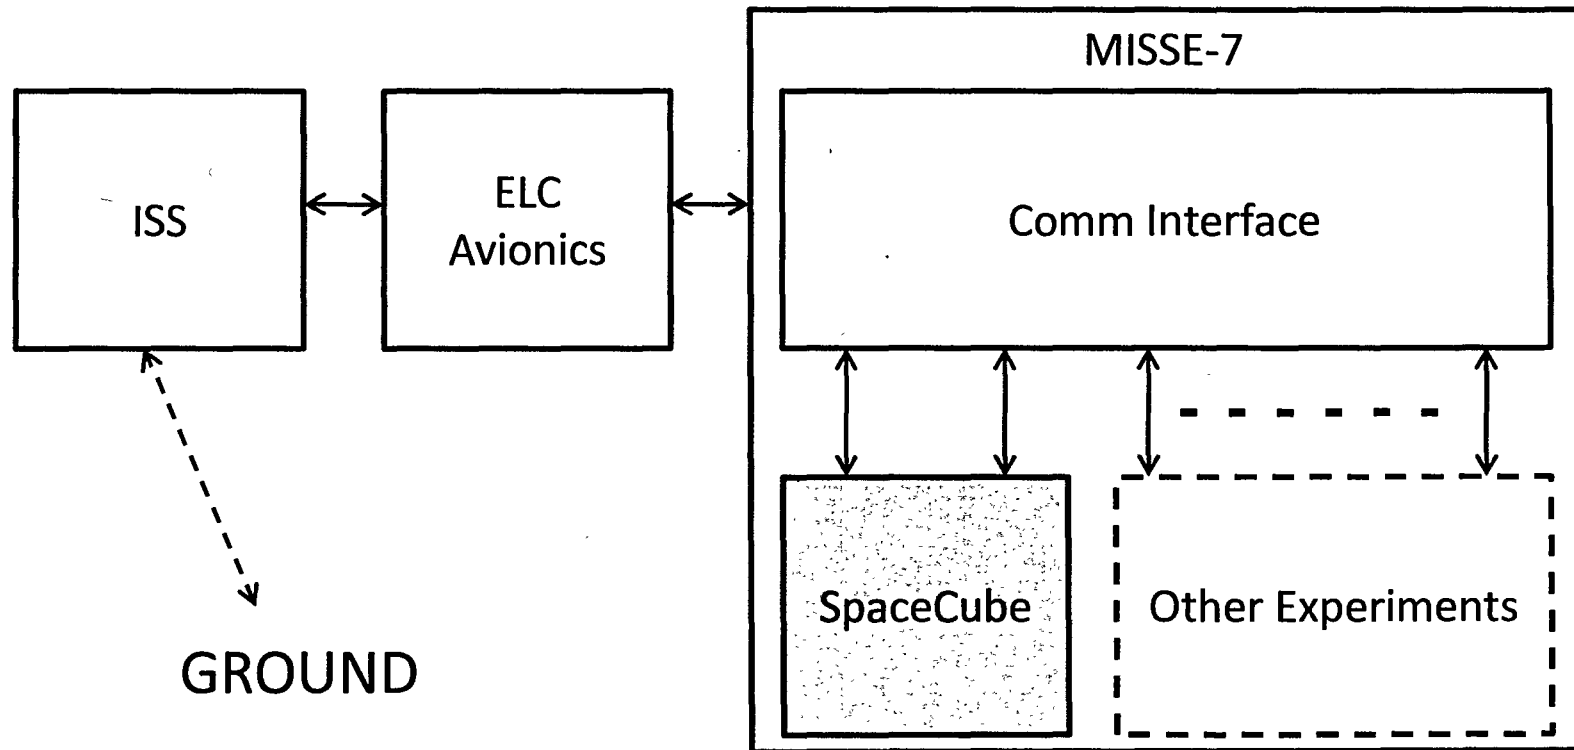 MISSE-7
ISS
ELC
Avionics
Comm Interface
SpaceCube
Other Experiments
GROUND